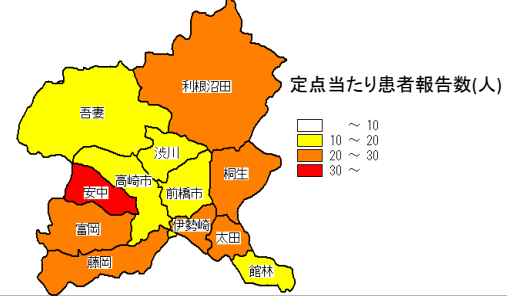 利根沼田
定点当たり患者報告数(人)
吾妻
～ 10
10 ～ 20
20 ～ 30
30 ～
渋川
桐生
高崎市
安中
前橋市
富岡
伊勢崎
太田
藤岡
館林